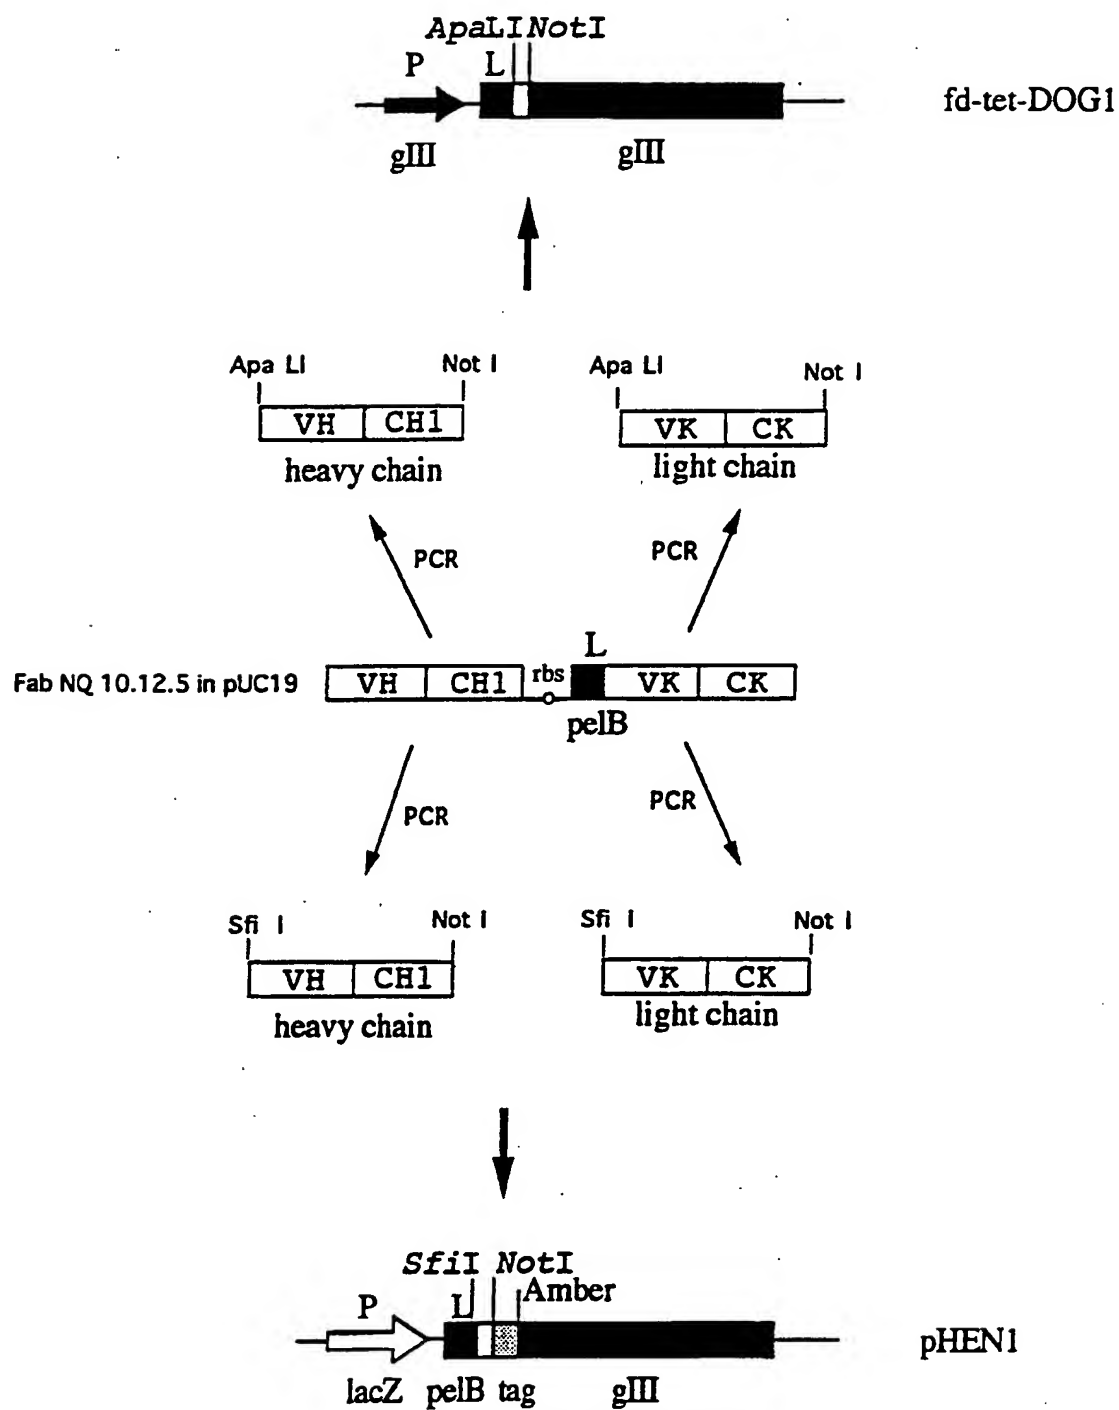 ApaLI NotI
P L
fd-tet-DOG1
gIII gIII
Apa LI Not I Apa LI Not I
VH CH1 VK CK
heavy chain light chain
PCR PCR
L
Fab NQ 10.12.5 in pUC19 VH CH1 rbs VK CK
pelB
PCR PCR
Sfi I Not I Sfi I Not I
VH CH1 VK CK
heavy chain light chain
SfiI NotI
P L Amber
pHEN1
lacZ pelB tag gIII